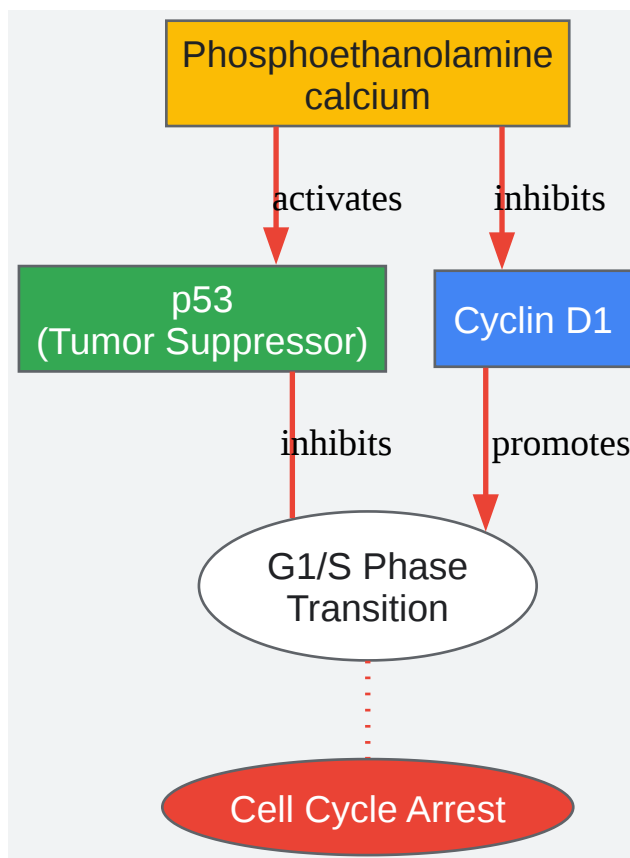 Phosphoethanolamine
calcium
activates
inhibits
p53
(Tumor Suppressor)
Cyclin D1
inhibits
promotes
G1/S Phase
Transition
Cell Cycle Arrest